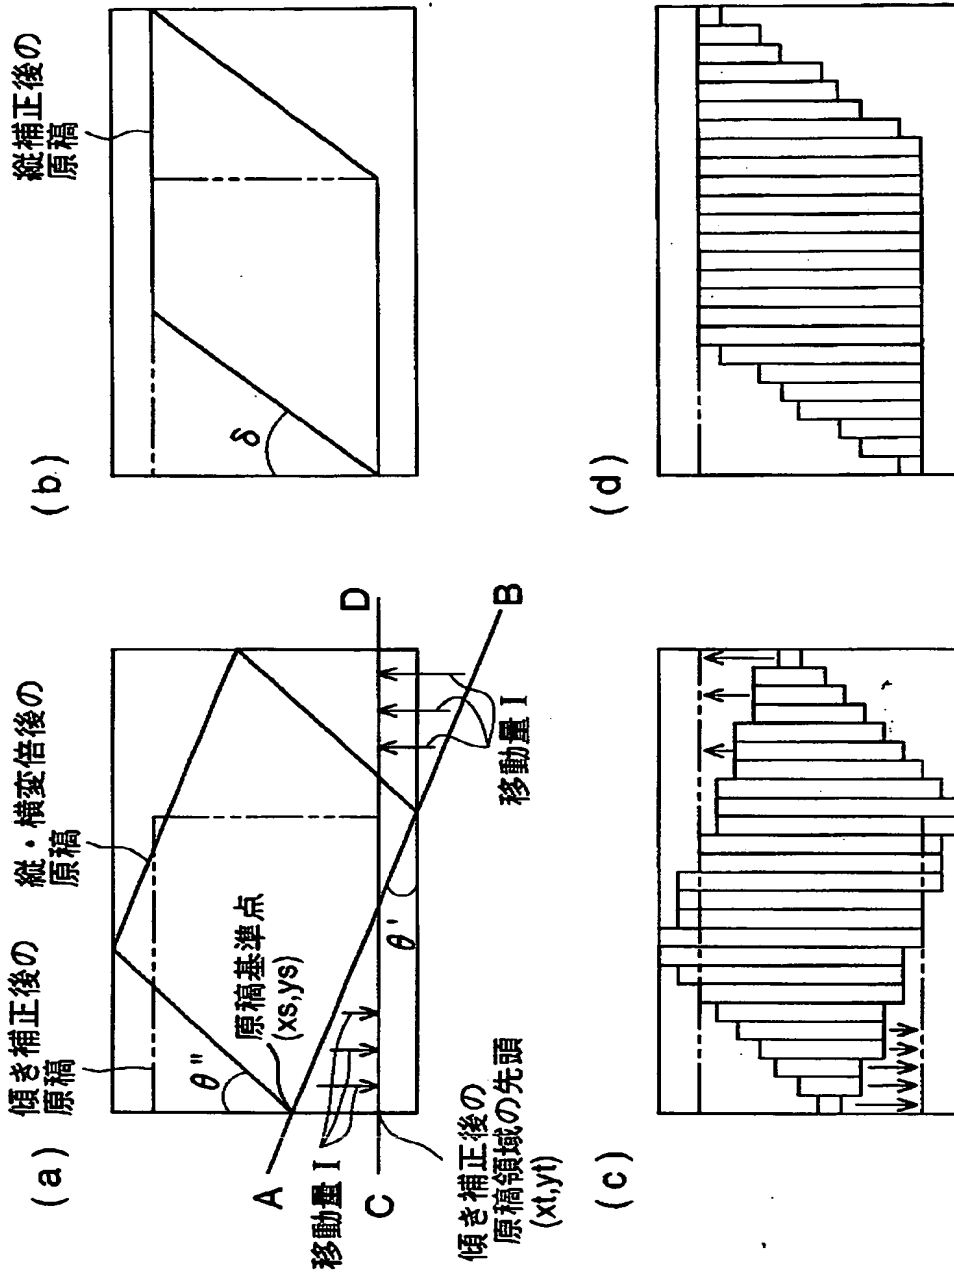 (a)
傾き補正後の
原稿
縦・横変倍後の
原稿
θ"
原稿基準点
(xs,ys)
A
移動量 I
C
θ'
D
B
移動量 I
傾き補正後の
原稿領域の先頭
(xt,yt)
(b)
縦補正後の
原稿
δ
(c)
(d)